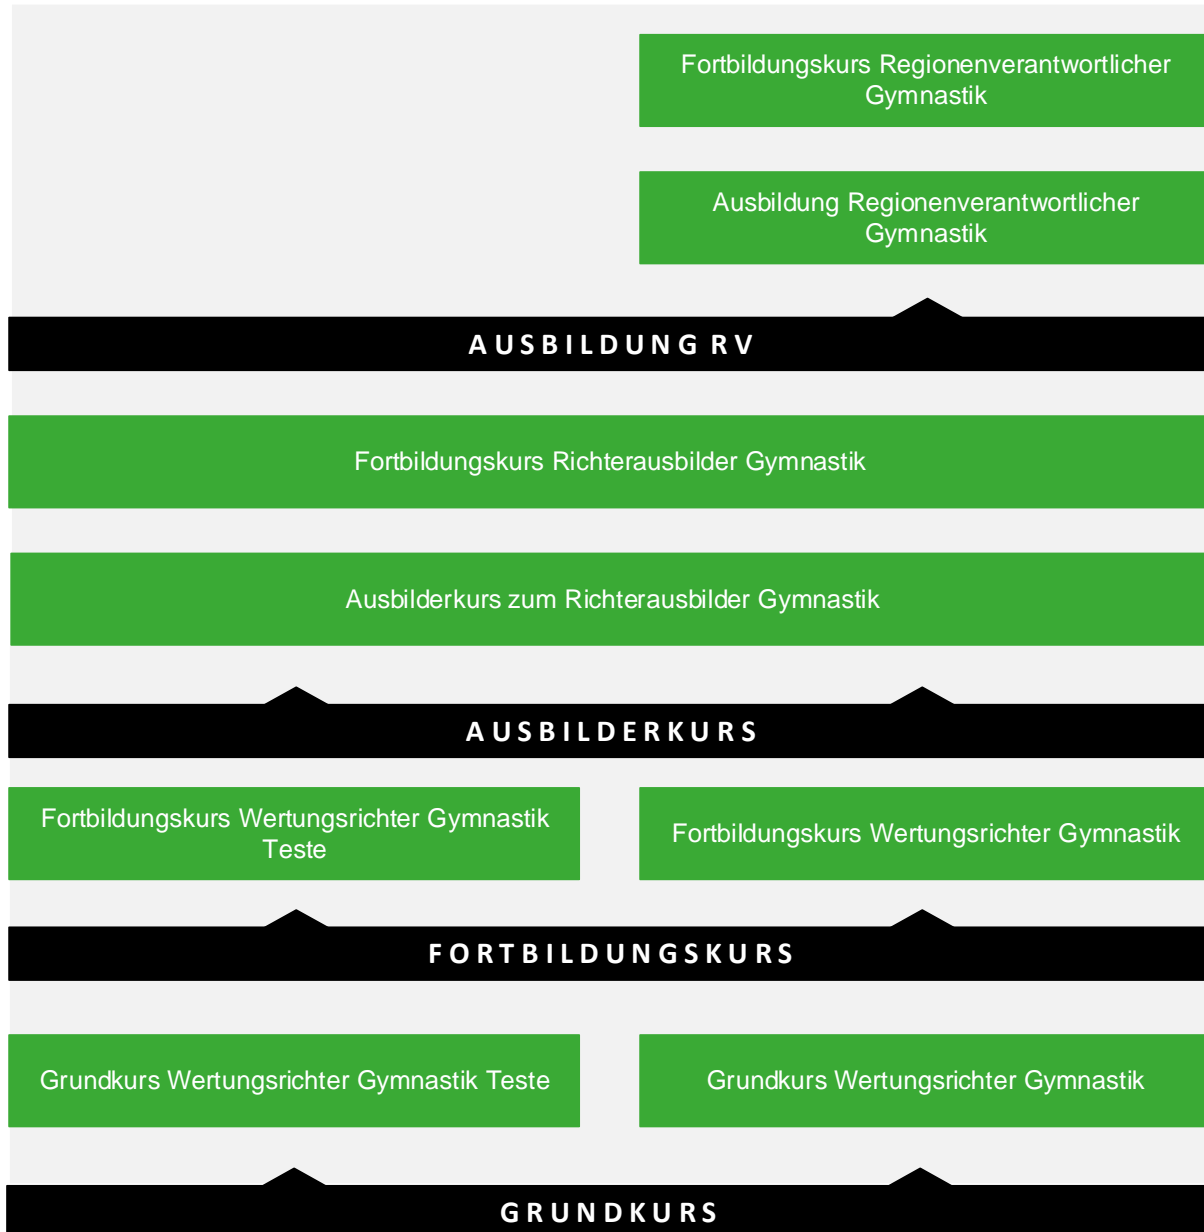 Fortbildungskurs Regionenverantwortlicher
Gymnastik
Ausbildung Regionenverantwortlicher
Gymnastik
AUSBILDUNG RV
Fortbildungskurs Richterausbilder Gymnastik
Ausbilderkurs zum Richterausbilder Gymnastik
AUSBILDERKURS
Fortbildungskurs Wertungsrichter Gymnastik
Teste
Fortbildungskurs Wertungsrichter Gymnastik
FORTBILDUNGSKURS
Grundkurs Wertungsrichter Gymnastik Teste
Grundkurs Wertungsrichter Gymnastik
GRUNDKURS